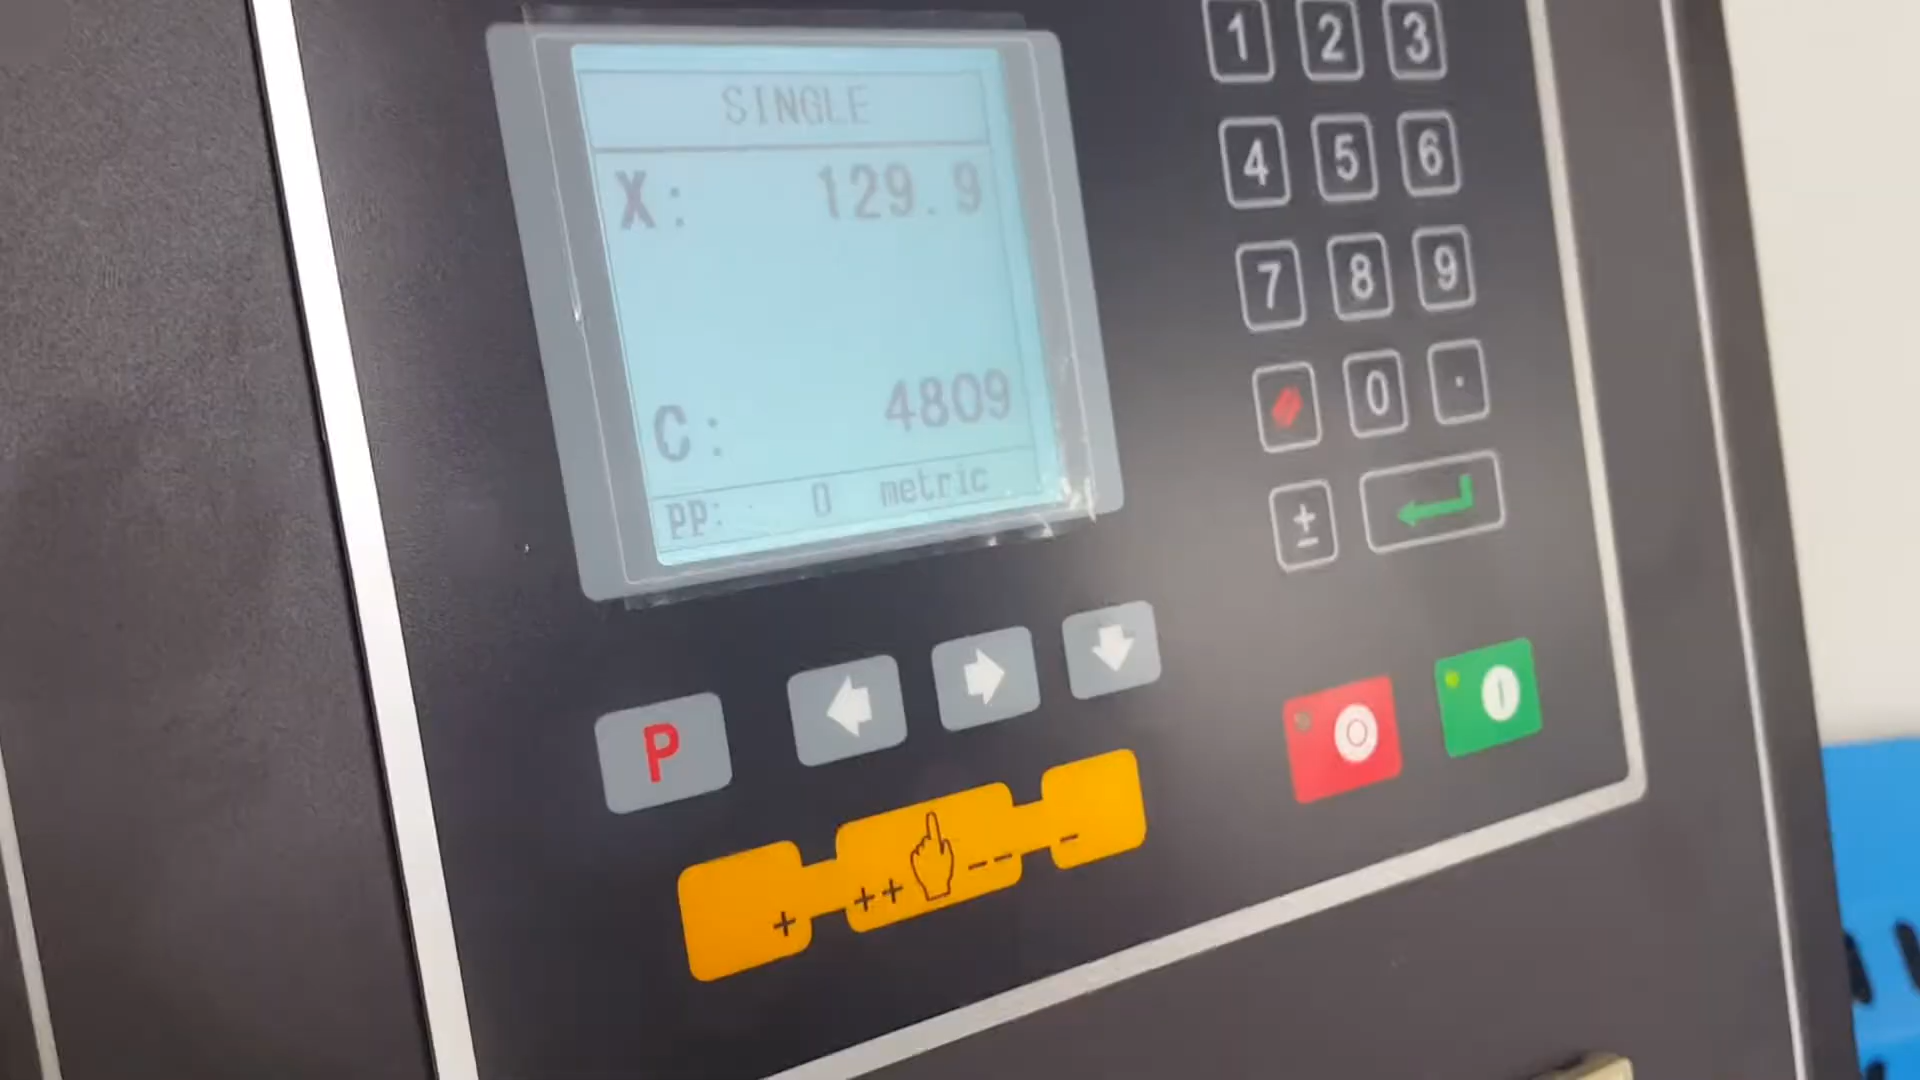 SINGLE
X: 129.9
C: 4809
PP: 0 metric
1 2 3
4 5 6
7 8 9
0 .
±
P
+ ++ -- -